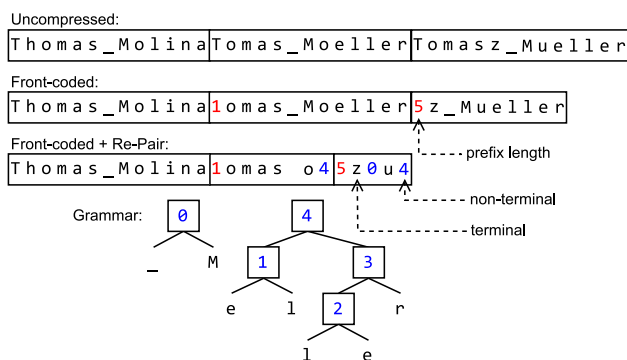 Uncompressed:
Thomas_Molina Tomas_Moeller Tomasz_Mueller
Front-coded:
Thomas_Molina 1omas_Moeller 5z_Mueller
Front-coded + Re-Pair:
Thomas_Molina 1omas o4 5z0u4
prefix length
Grammar: 0 4
non-terminal
_ M 1 3
terminal
e l 2 r
l e